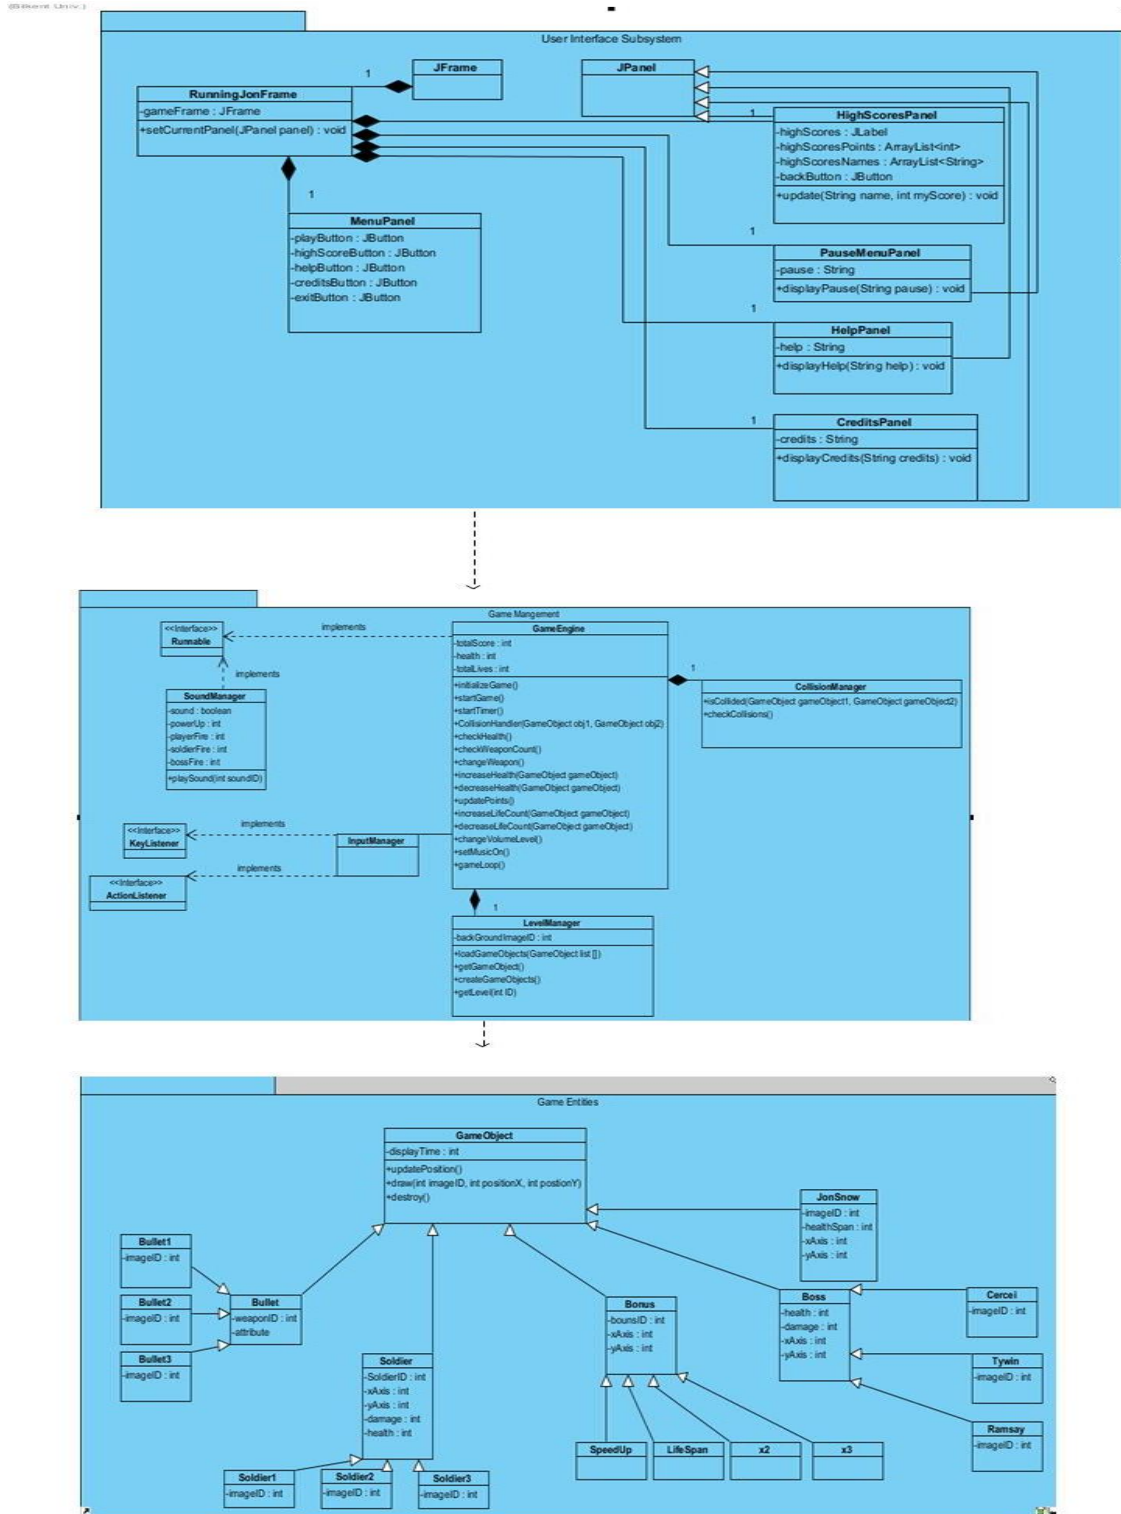 (Bilkent Univ.)
User Interface Subsystem
JFrame
JPanel
1
RunningJonFrame
-gameFrame : JFrame
+setCurrentPanel(JPanel panel) : void
1
HighScoresPanel
-highScores : JLabel
-highScoresPoints : ArrayList<int>
-highScoresNames : ArrayList<String>
-backButton : JButton
+update(String name, int myScore) : void
1
MenuPanel
-playButton : JButton
-highScoreButton : JButton
-helpButton : JButton
-creditsButton : JButton
-exitButton : JButton
1
PauseMenuPanel
-pause : String
+displayPause(String pause) : void
1
HelpPanel
-help : String
+displayHelp(String help) : void
1
CreditsPanel
-credits : String
+displayCredits(String credits) : void
Game Mangement
<<Interface>>
Runnable
implements
implements
SoundManager
-sound : boolean
-powerUp : int
-playerFire : int
-soldierFire : int
-bossFire : int
+playSound(int soundID)
GameEngine
-totalScore : int
-health : int
-totalLives : int
+initializeGame()
+startGame()
+startTimer()
+CollisionHandler(GameObject obj1, GameObject obj2)
+checkHealth()
+checkWeaponCount()
+changeWeapon()
+increaseHealth(GameObject gameObject)
+decreaseHealth(GameObject gameObject)
+updatePoints()
+increaseLifeCount(GameObject gameObject)
+decreaseLifeCount(GameObject gameObject)
+changeVolumeLevel()
+setMusicOn()
+gameLoop()
1
CollisionManager
+isCollided(GameObject gameObject1, GameObject gameObject2)
+checkCollisions()
<<Interface>>
KeyListener
implements
InputManager
implements
<<Interface>>
ActionListener
1
LevelManager
-backGroundImageID : int
+loadGameObjects(GameObject list [])
+getGameObject()
+createGameObjects()
+getLevel(int ID)
Game Entities
GameObject
-displayTime : int
+updatePosition()
+draw(int imageID, int positionX, int postionY)
+destroy()
JonSnow
-imageID : int
-healthSpan : int
-xAxis : int
-yAxis : int
Bullet1
-imageID : int
Bullet2
-imageID : int
Bullet3
-imageID : int
Bullet
-weaponID : int
-attribute
Soldier
-SoldierID : int
-xAxis : int
-yAxis : int
-damage : int
-health : int
Bonus
-bounsID : int
-xAxis : int
-yAxis : int
Boss
-health : int
-damage : int
-xAxis : int
-yAxis : int
Cercei
-imageID : int
Tywin
-imageID : int
Ramsay
-imageID : int
SpeedUp
LifeSpan
x2
x3
Soldier1
-imageID : int
Soldier2
-imageID : int
Soldier3
-imageID : int